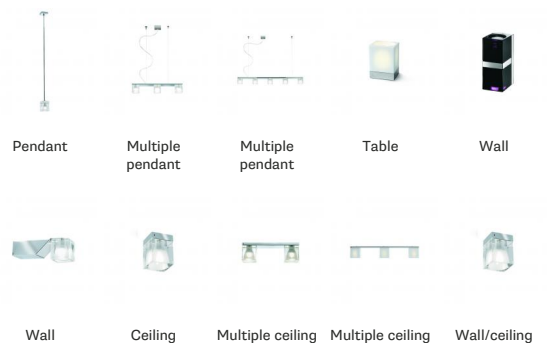 Pendant
Multiple
pendant
Multiple
pendant
Table
Wall
Wall
Ceiling
Multiple ceiling
Multiple ceiling
Wall/ceiling